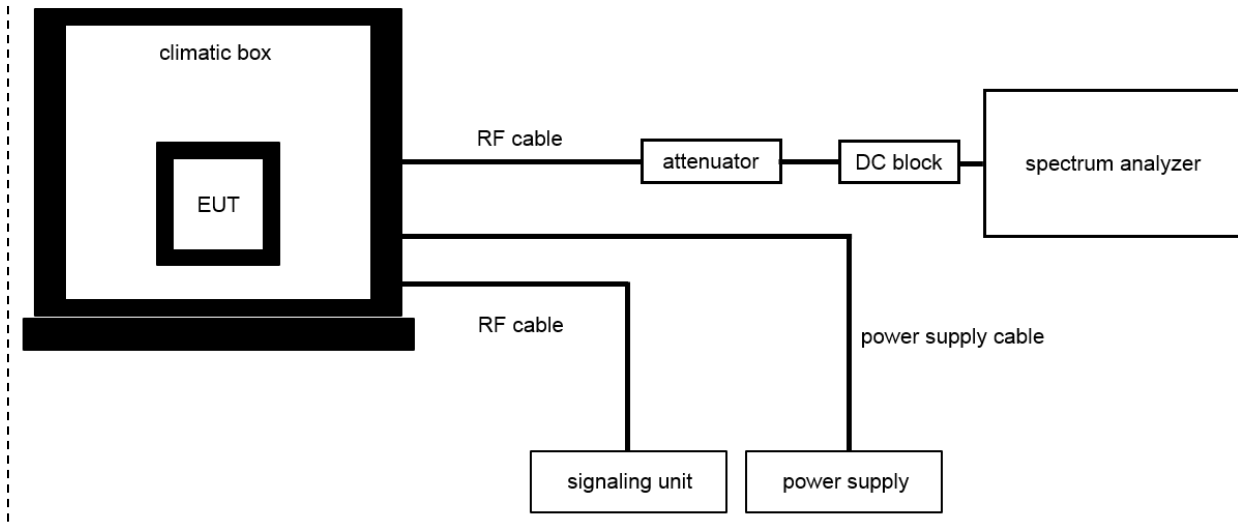 climatic box
RF cable
attenuator
DC block
spectrum analyzer
EUT
RF cable
power supply cable
signaling unit
power supply